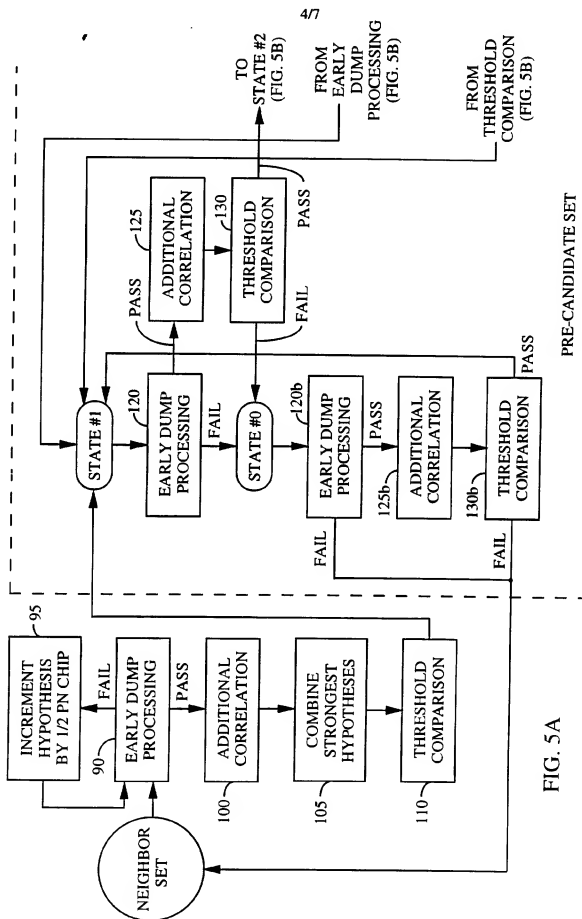 4/7
95
INCREMENT
HYPOTHESIS
BY 1/2 PN CHIP
FAIL
90
EARLY DUMP
PROCESSING
PASS
NEIGHBOR
SET
100
ADDITIONAL
CORRELATION
105
COMBINE
STRONGEST
HYPOTHESES
110
THRESHOLD
COMPARISON
FIG. 5A
STATE #1
120
EARLY DUMP
PROCESSING
PASS
FAIL
125
ADDITIONAL
CORRELATION
130
THRESHOLD
COMPARISON
PASS
FAIL
TO
STATE #2
(FIG. 5B)
FROM
EARLY
DUMP
PROCESSING
(FIG. 5B)
FROM
THRESHOLD
COMPARISON
(FIG. 5B)
STATE #0
120b
EARLY DUMP
PROCESSING
FAIL
PASS
125b
ADDITIONAL
CORRELATION
130b
THRESHOLD
COMPARISON
FAIL
PASS
PRE-CANDIDATE SET